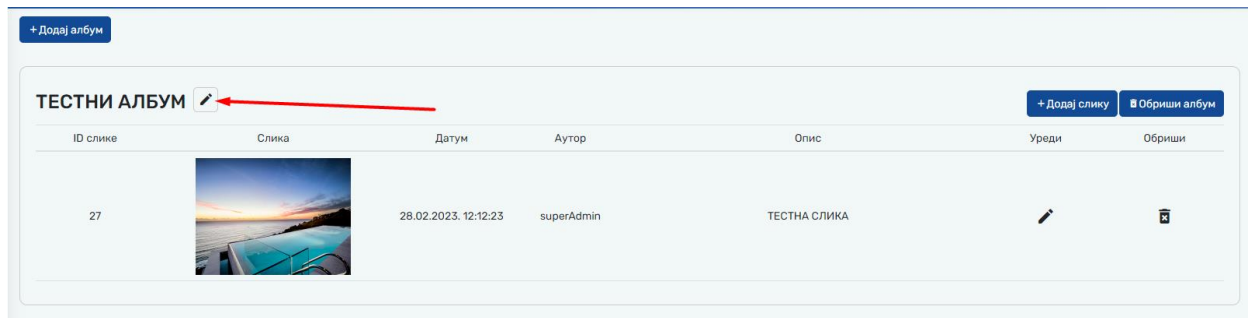 +Додај албум
ТЕСТНИ АЛБУМ
+Додај слику
Обриши албум
ID слике Слика Датум Аутор Опис Уреди Обриши
27 28.02.2023. 12:12:23 superAdmin ТЕСТНА СЛИКА